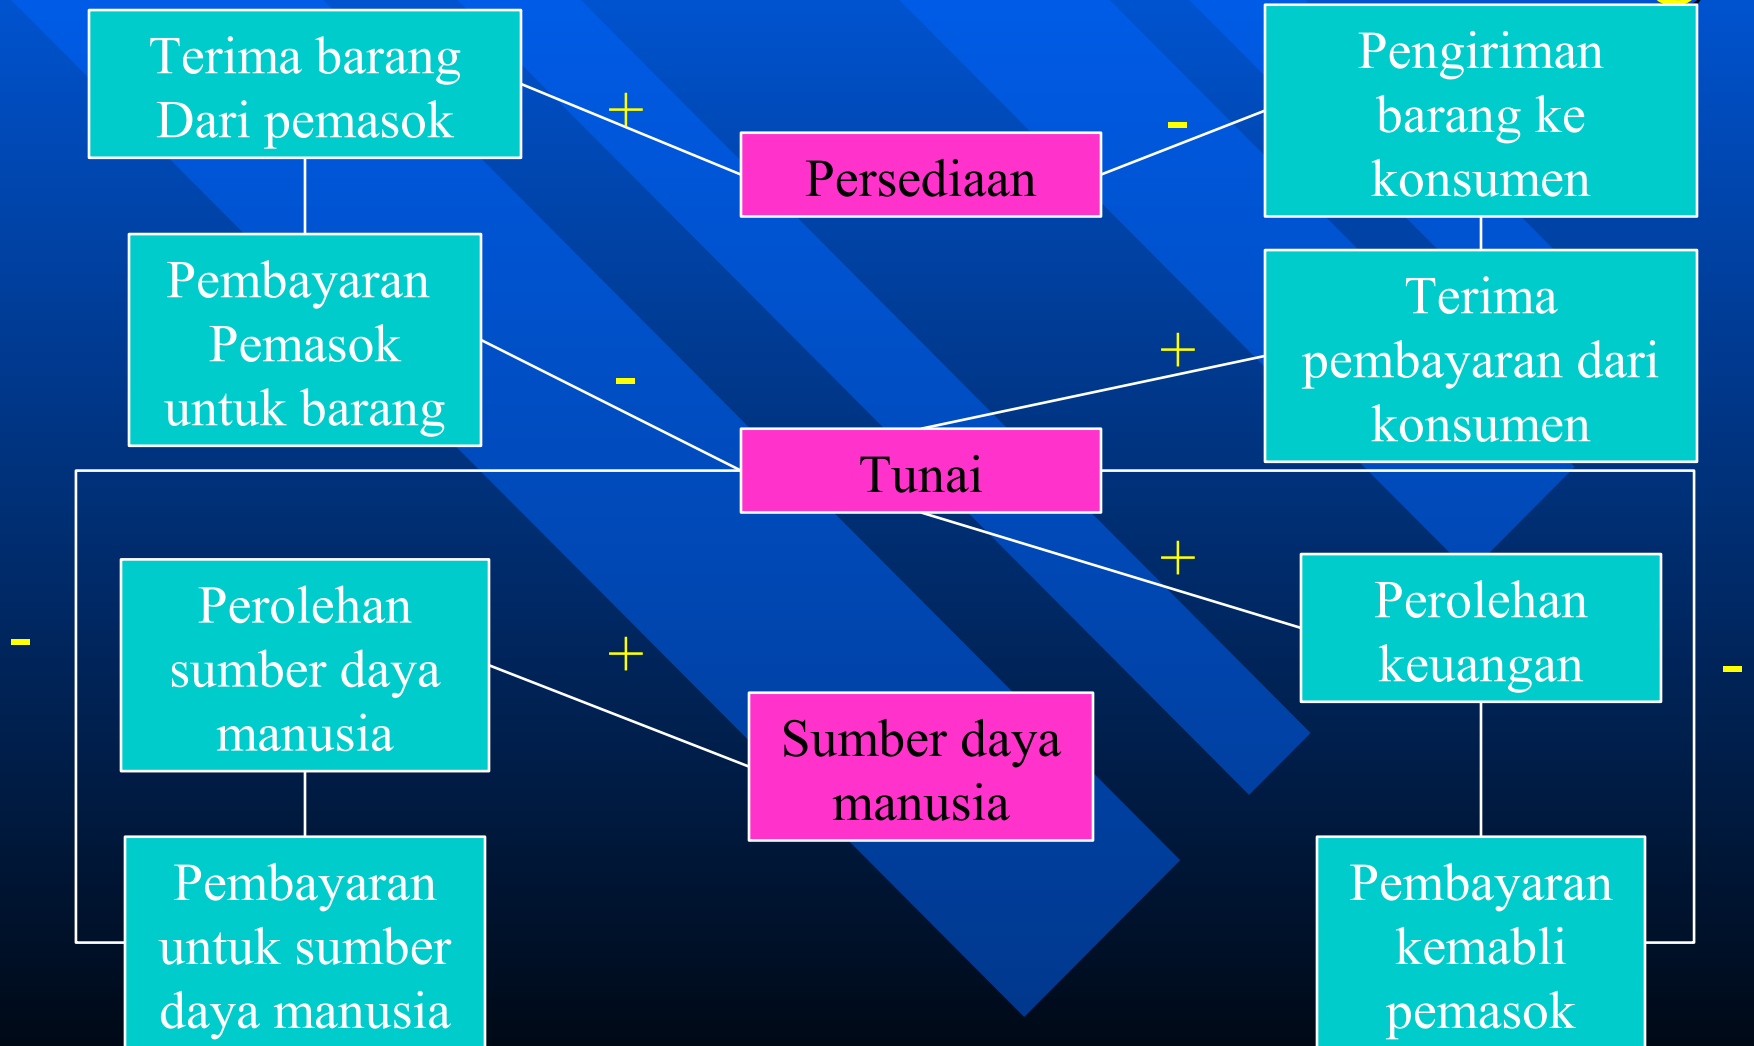 Terima barang
Dari pemasok
+
Persediaan
-
Pengiriman
barang ke
konsumen
Pembayaran
Pemasok
untuk barang
-
Tunai
+
Terima
pembayaran dari
konsumen
+
Perolehan
keuangan
-
-
Perolehan
sumber daya
manusia
+
Sumber daya
manusia
Pembayaran
untuk sumber
daya manusia
Pembayaran
kemabli
pemasok